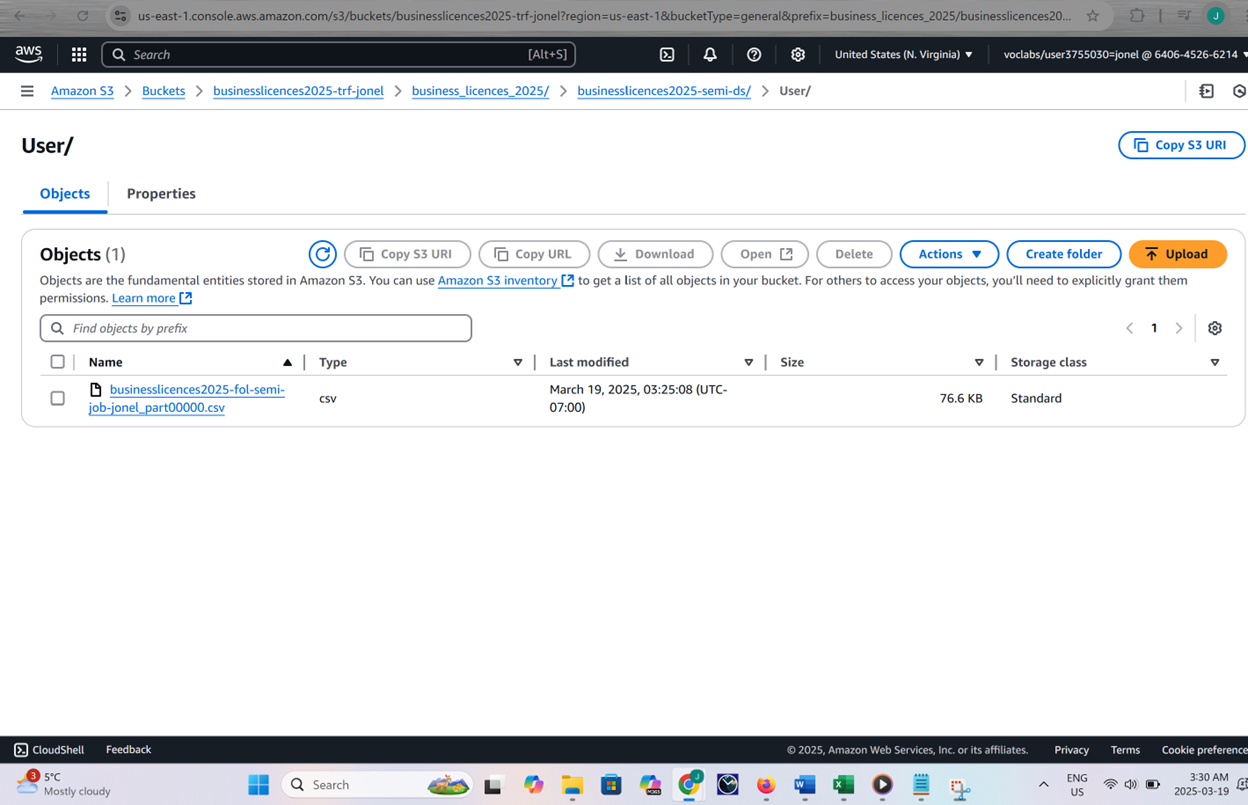 us-east-1.console.aws.amazon.com/s3/buckets/businesslicences2025-trf-jonel?region=us-east-1&bucketType=general&prefix=business_licences_2025/businesslicences20...
J
aws
Search
[Alt+S]
United States (N. Virginia)
voclabs/user3755030=jonel @ 6406-4526-6214
Amazon S3 > Buckets > businesslicences2025-trf-jonel > business_licences_2025/ > businesslicences2025-semi-ds/ > User/
User/
Copy S3 URI
Objects
Properties
Objects (1)
Copy S3 URI
Copy URL
Download
Open
Delete
Actions
Create folder
Upload
Objects are the fundamental entities stored in Amazon S3. You can use Amazon S3 inventory to get a list of all objects in your bucket. For others to access your objects, you'll need to explicitly grant them
permissions. Learn more
Find objects by prefix
1
Name
Type
Last modified
Size
Storage class
businesslicences2025-fol-semi-
job-jonel_part00000.csv
csv
March 19, 2025, 03:25:08 (UTC-
07:00)
76.6 KB
Standard
CloudShell
Feedback
© 2025, Amazon Web Services, Inc. or its affiliates.
Privacy
Terms
Cookie preference
3
5°C
Mostly cloudy
Search
M365
J
ENG
US
3:30 AM
2025-03-19